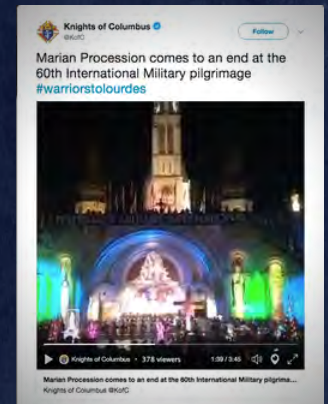 Knights of Columbus
@KofC
Follow
Marian Procession comes to an end at the
60th International Military pilgrimage
#warriorstolourdes
Knights of Columbus • 378 viewers
1:39 / 3:45
Marian Procession comes to an end at the 60th International Military pilgrima...
Knights of Columbus @KofC